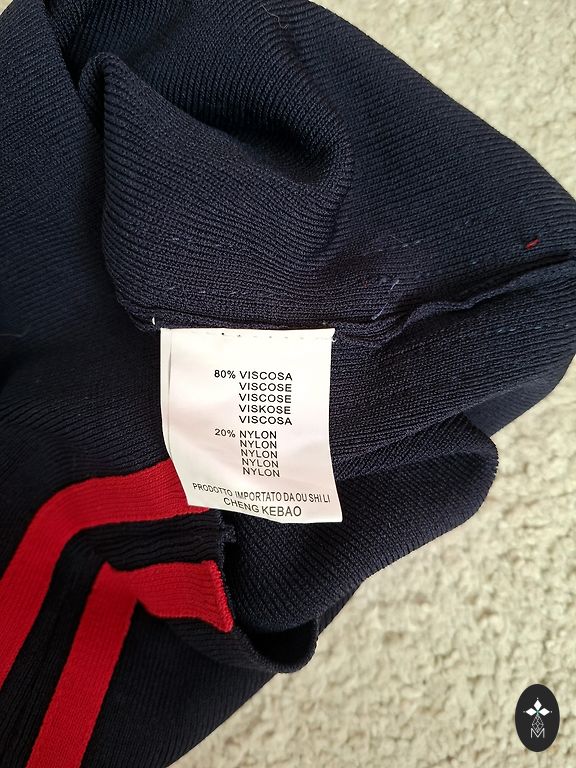 80% VISCOSA
VISCOSE
VISCOSE
VISKOSE
VISCOSA
20% NYLON
NYLON
NYLON
NYLON
NYLON
PRODOTTO IMPORTATO DA OU SHI LI
CHENG KEBAO
M